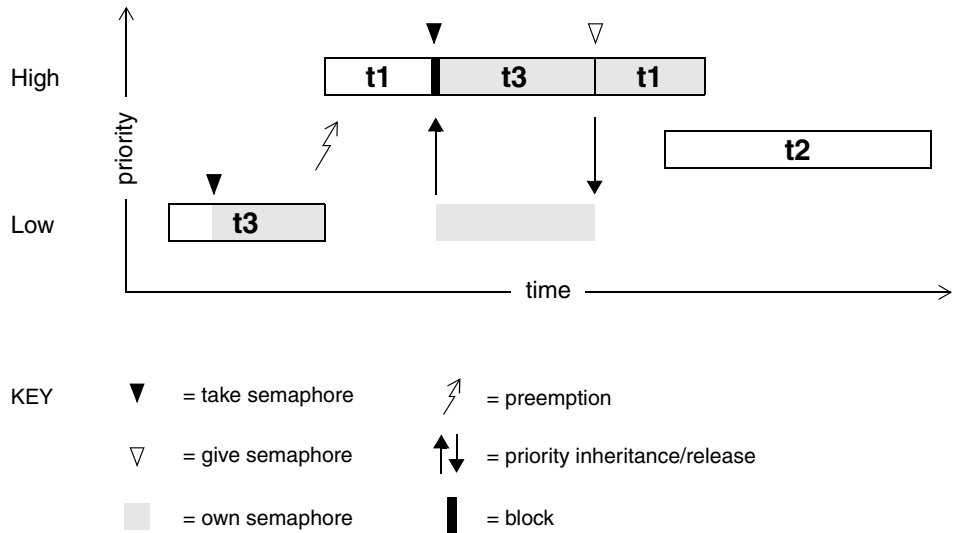 High
t1
t3
t1
priority
t2
Low
t3
time
KEY
= take semaphore
= preemption
= give semaphore
= priority inheritance/release
= own semaphore
= block